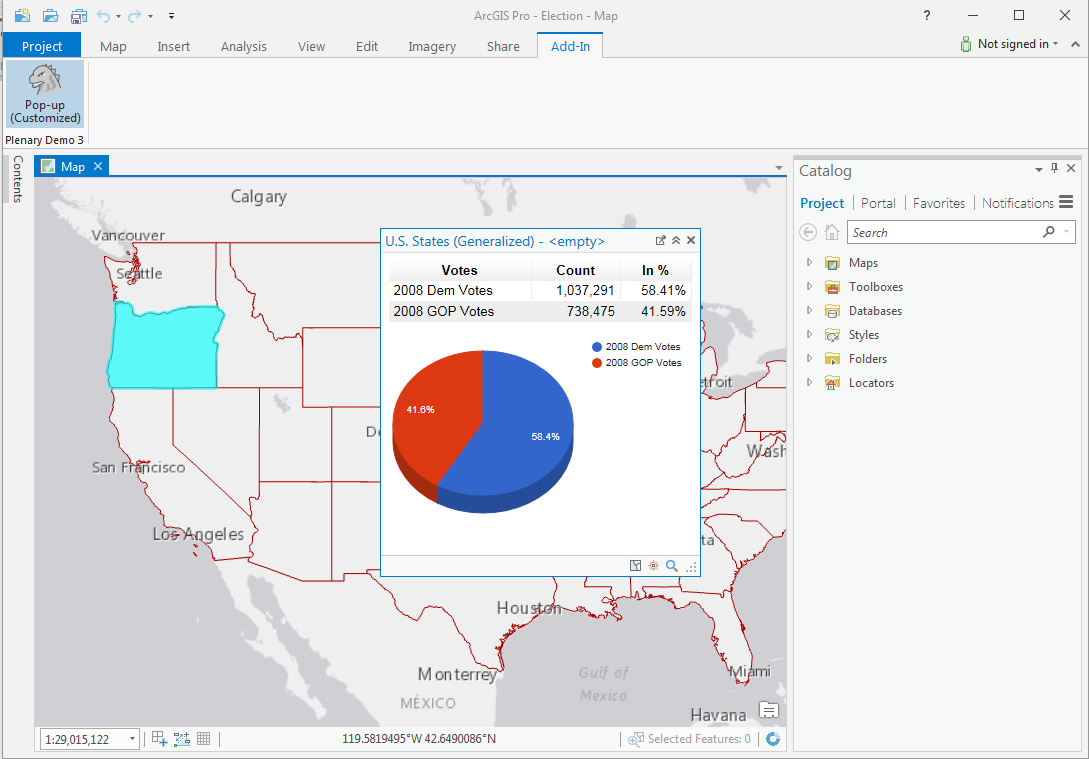 ArcGIS Pro - Election - Map
?
Project Map Insert Analysis View Edit Imagery Share Add-In
Not signed in
Pop-up
(Customized)
Plenary Demo 3
Contents
Map
Calgary
Vancouver
Seattle
San Francisco
Los Angeles
Houston
Monterrey
MÉXICO
Gulf of
Mexico
Miami
Havana
De
etroit
Wash
ta
U.S. States (Generalized) - <empty>
Votes Count In %
2008 Dem Votes 1,037,291 58.41%
2008 GOP Votes 738,475 41.59%
2008 Dem Votes
2008 GOP Votes
41.6%
58.4%
1:29,015,122
119.5819495°W 42.6490086°N
Selected Features: 0
Catalog
Project Portal Favorites Notifications
Search
Maps
Toolboxes
Databases
Styles
Folders
Locators